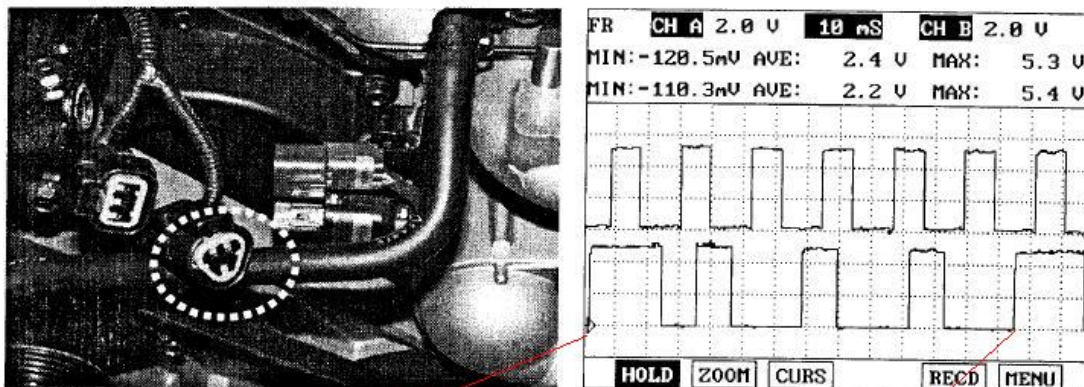 FR CH A 2.0 V 10 mS CH B 2.0 V
MIN:-120.5mV AVE: 2.4 V MAX: 5.3 V
MIN:-110.3mV AVE: 2.2 V MAX: 5.4 V
HOLD ZOOM CURS RECD MENU